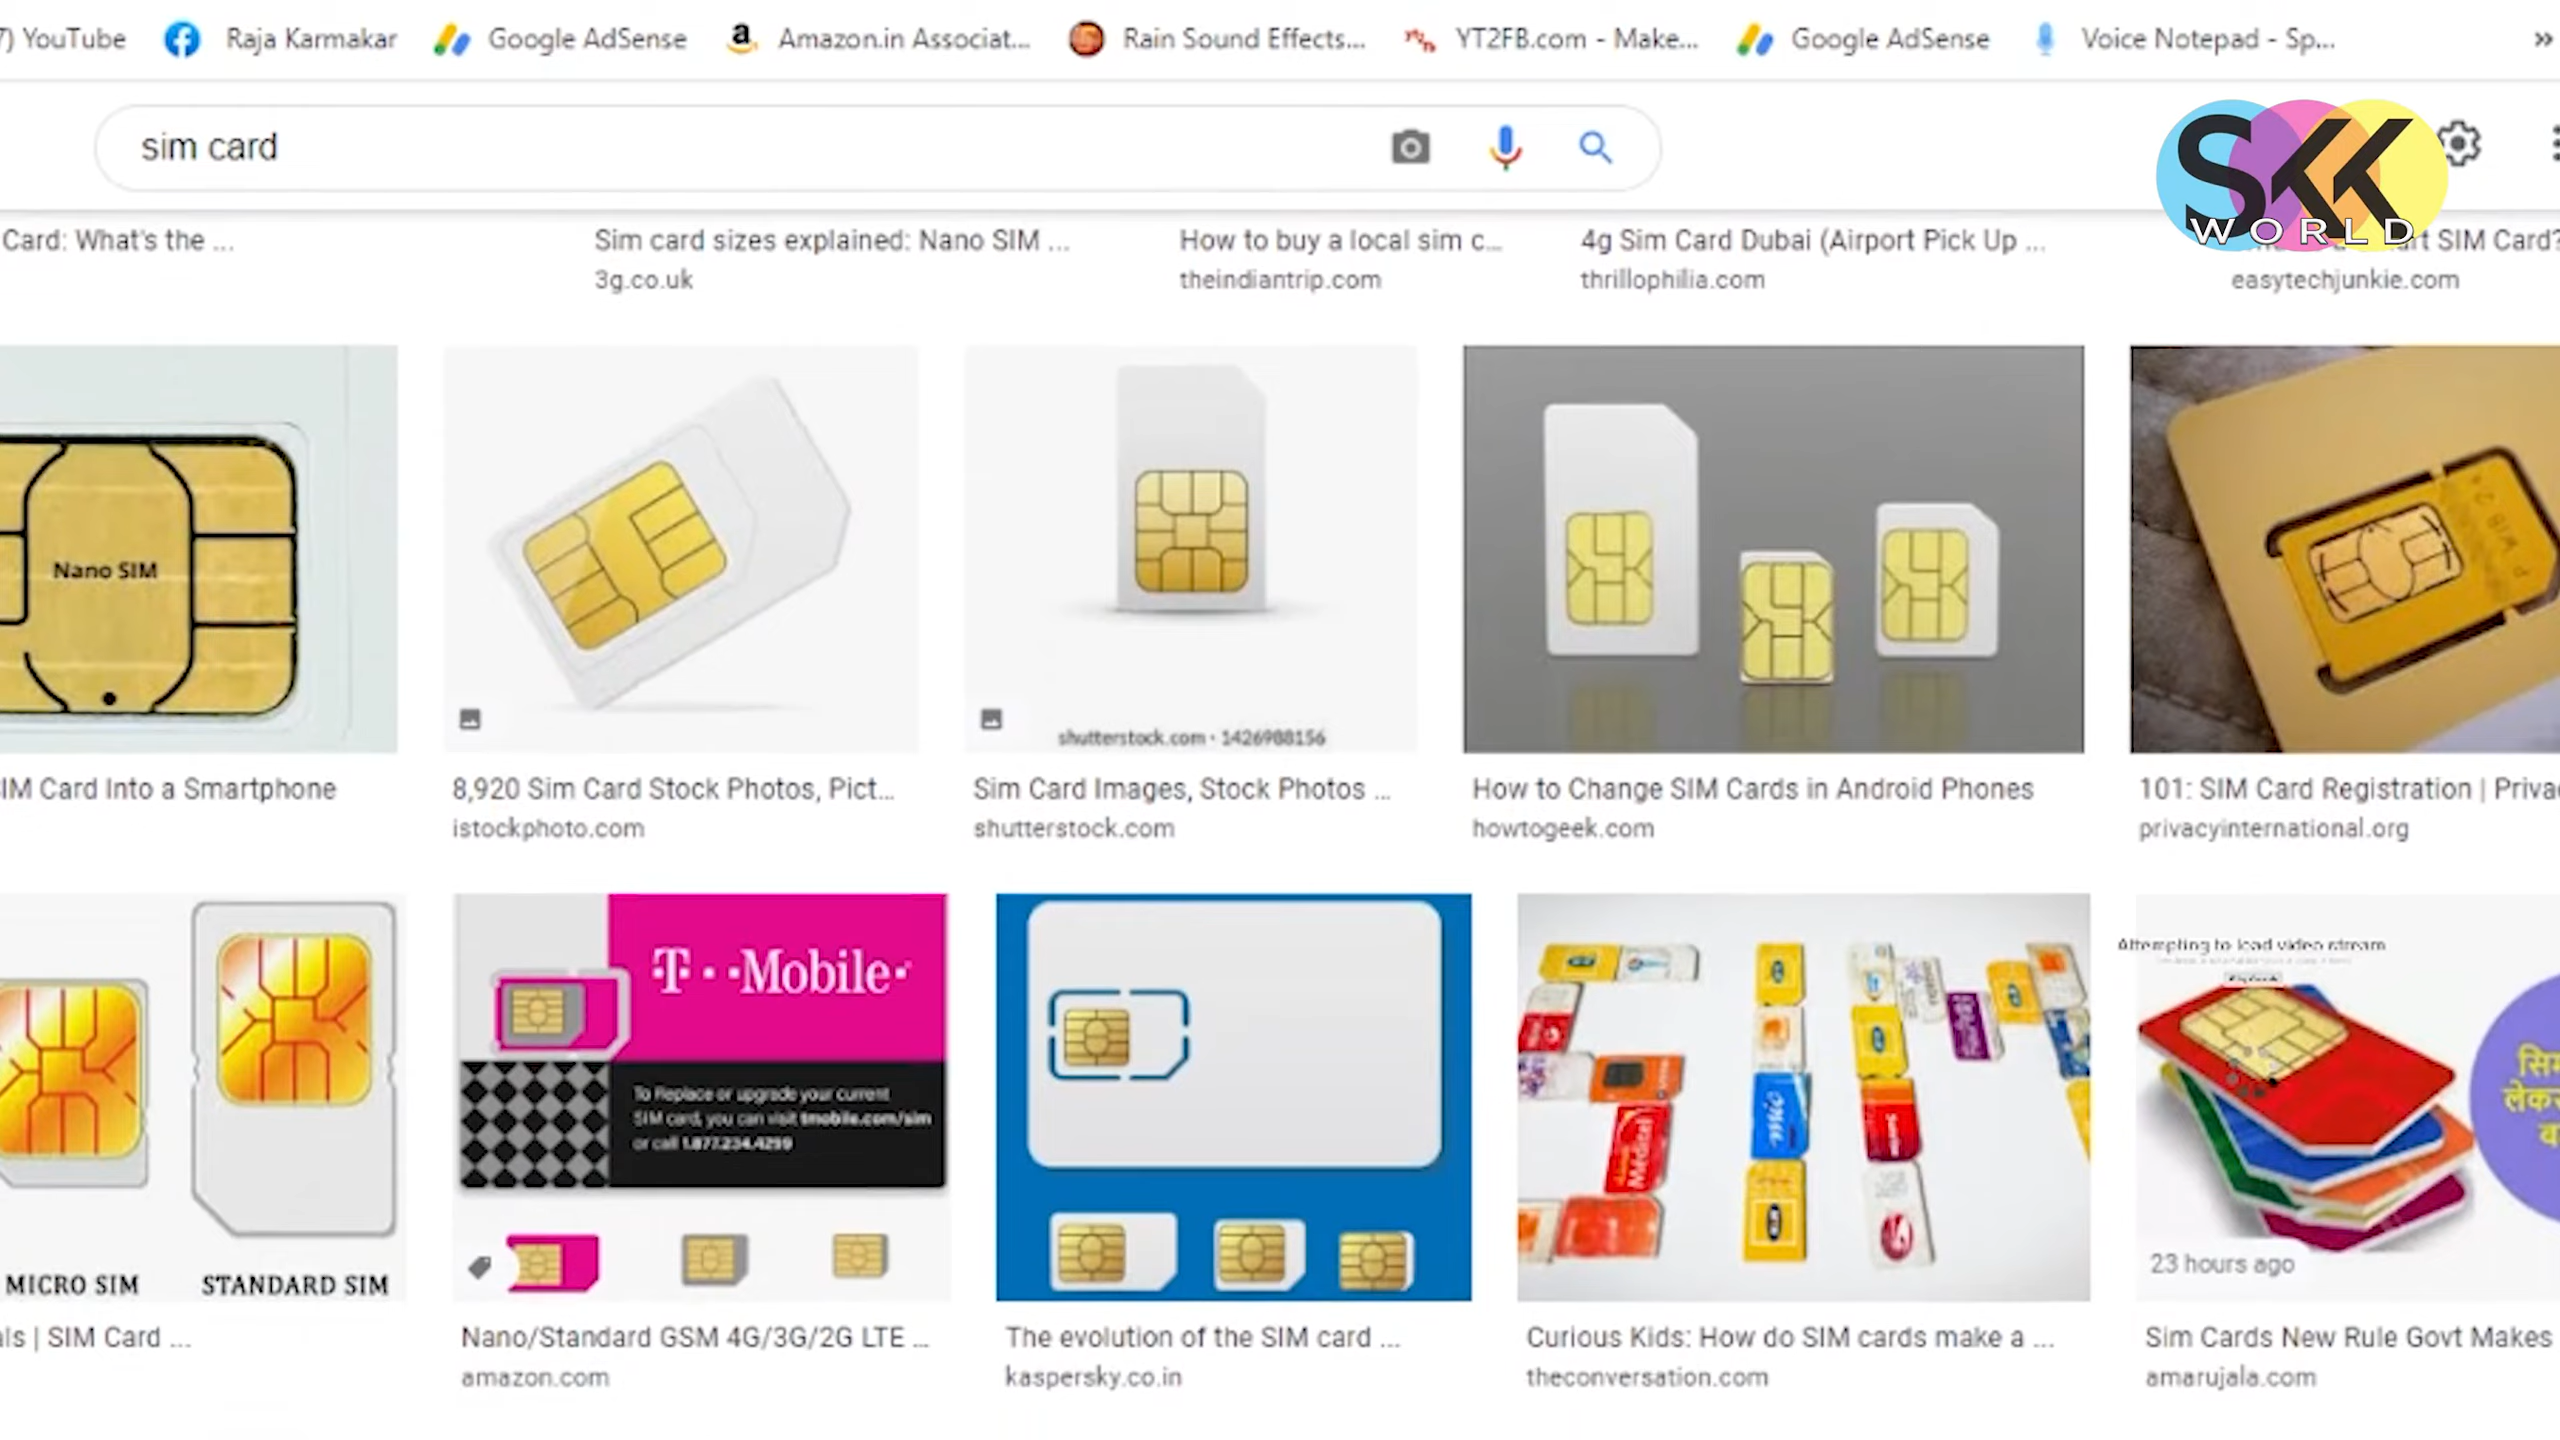 7) YouTube Raja Karmakar Google AdSense Amazon.in Associat... Rain Sound Effects... YT2FB.com - Make... Google AdSense Voice Notepad - Sp... »
sim card
SKK
WORLD
Card: What's the ... Sim card sizes explained: Nano SIM ... How to buy a local sim c... 4g Sim Card Dubai (Airport Pick Up ... SIM Card?
3g.co.uk theindiantrip.com thrillophilia.com easytechjunkie.com
Nano SIM
shutterstock.com • 1426988156
SIM Card Into a Smartphone 8,920 Sim Card Stock Photos, Pict... Sim Card Images, Stock Photos ... How to Change SIM Cards in Android Phones 101: SIM Card Registration |
istockphoto.com shutterstock.com howtogeek.com privacyinternational.org
MICRO SIM STANDARD SIM
T··Mobile·
To Replace or upgrade your current
SIM card, you can visit tmobile.com/sim
or call 1.877.234.4299
Medital
Attempting to load video stream
23 hours ago
als | SIM Card ... Nano/Standard GSM 4G/3G/2G LTE ... The evolution of the SIM card ... Curious Kids: How do SIM cards make a ... Sim Cards New Rule Govt Makes
amazon.com kaspersky.co.in theconversation.com amarujala.com